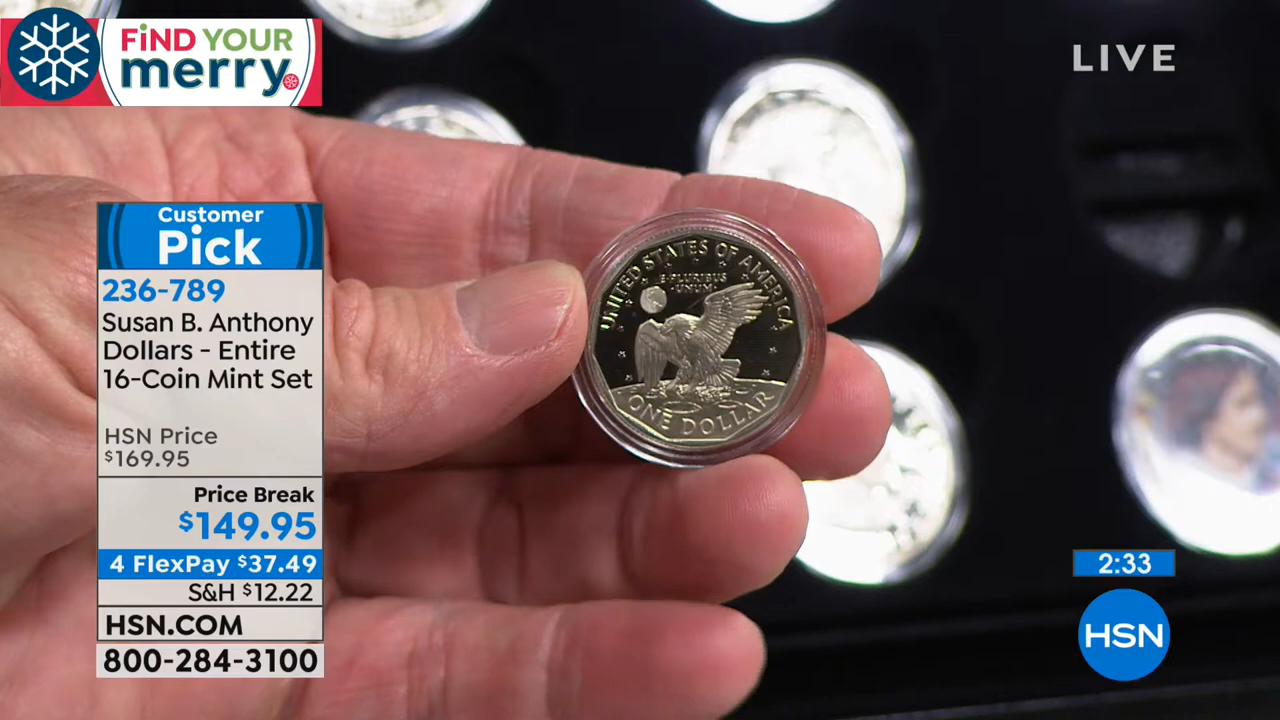 FiND YOUR
merry.
LIVE
Customer
Pick
236-789
Susan B. Anthony
Dollars - Entire
16-Coin Mint Set
HSN Price
$169.95
Price Break
$149.95
4 FlexPay $37.49
S&H $12.22
HSN.COM
800-284-3100
UNITED STATES OF AMERICA
E·PLURIBUS
UNUM
ONE DOLLAR
2:33
HSN